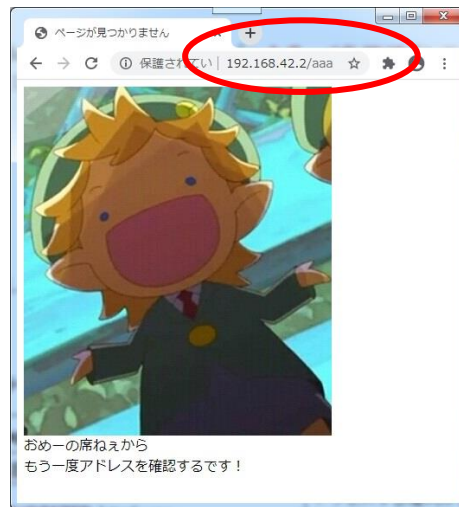 ページが見つかりません
保護されてい
192.168.42.2/aaa
おめーの席ねぇから
もう一度アドレスを確認するです！